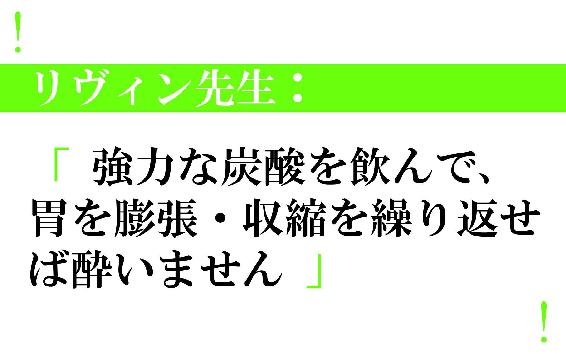 !
リヴィン先生：
「 強力な炭酸を飲んで、
胃を膨張・収縮を繰り返せ
ば酔いません 」
!